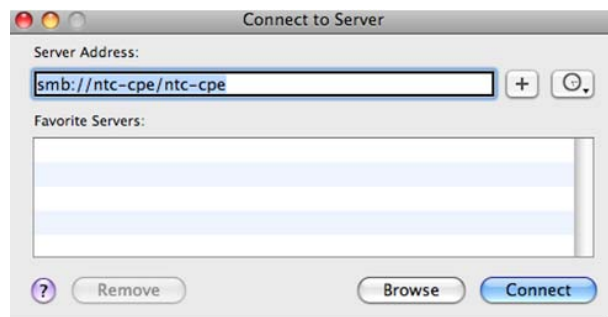 Connect to Server
Server Address:
smb://ntc-cpe/ntc-cpe
+
Favorite Servers:
? Remove Browse Connect